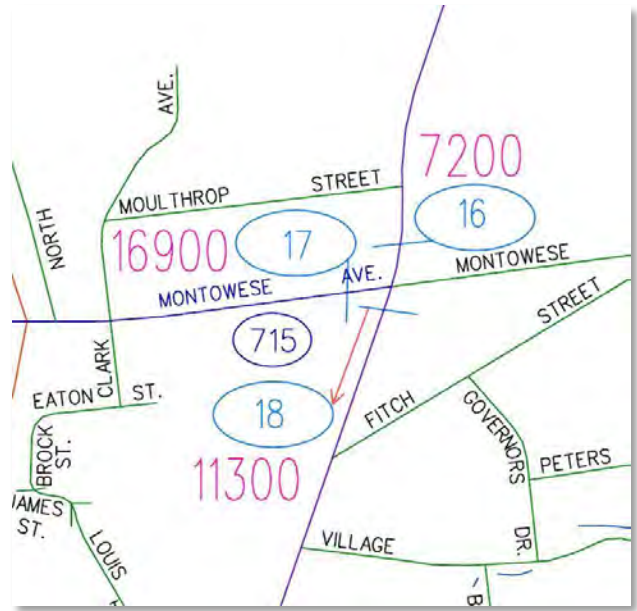 AVE.
7200
MOULTHROP STREET
16
NORTH
16900
17
MONTOWESE AVE. MONTOWESE
STREET
715
CLARK
EATON ST.
18
FITCH
GOVERNORS DR.
BROCK ST.
11300
PETERS
JAMES ST.
LOUIS
VILLAGE
B